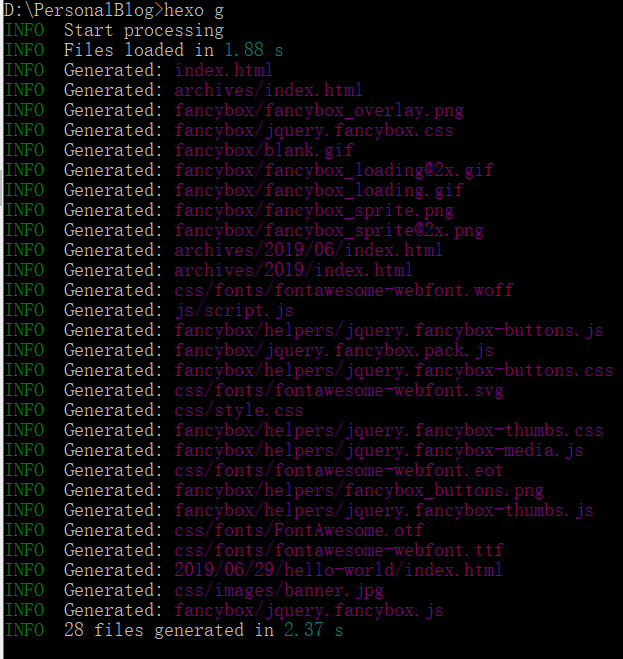 D:\PersonalBlog>hexo g
INFO  Start processing
INFO  Files loaded in 1.88 s
INFO  Generated: index.html
INFO  Generated: archives/index.html
INFO  Generated: fancybox/fancybox_overlay.png
INFO  Generated: fancybox/jquery.fancybox.css
INFO  Generated: fancybox/blank.gif
INFO  Generated: fancybox/fancybox_loading@2x.gif
INFO  Generated: fancybox/fancybox_loading.gif
INFO  Generated: fancybox/fancybox_sprite.png
INFO  Generated: fancybox/fancybox_sprite@2x.png
INFO  Generated: archives/2019/06/index.html
INFO  Generated: archives/2019/index.html
INFO  Generated: css/fonts/fontawesome-webfont.woff
INFO  Generated: js/script.js
INFO  Generated: fancybox/helpers/jquery.fancybox-buttons.js
INFO  Generated: fancybox/jquery.fancybox.pack.js
INFO  Generated: fancybox/helpers/jquery.fancybox-buttons.css
INFO  Generated: css/fonts/fontawesome-webfont.svg
INFO  Generated: css/style.css
INFO  Generated: fancybox/helpers/jquery.fancybox-thumbs.css
INFO  Generated: fancybox/helpers/jquery.fancybox-media.js
INFO  Generated: css/fonts/fontawesome-webfont.eot
INFO  Generated: fancybox/helpers/fancybox_buttons.png
INFO  Generated: fancybox/helpers/jquery.fancybox-thumbs.js
INFO  Generated: css/fonts/FontAwesome.otf
INFO  Generated: css/fonts/fontawesome-webfont.ttf
INFO  Generated: 2019/06/29/hello-world/index.html
INFO  Generated: css/images/banner.jpg
INFO  Generated: fancybox/jquery.fancybox.js
INFO  28 files generated in 2.37 s